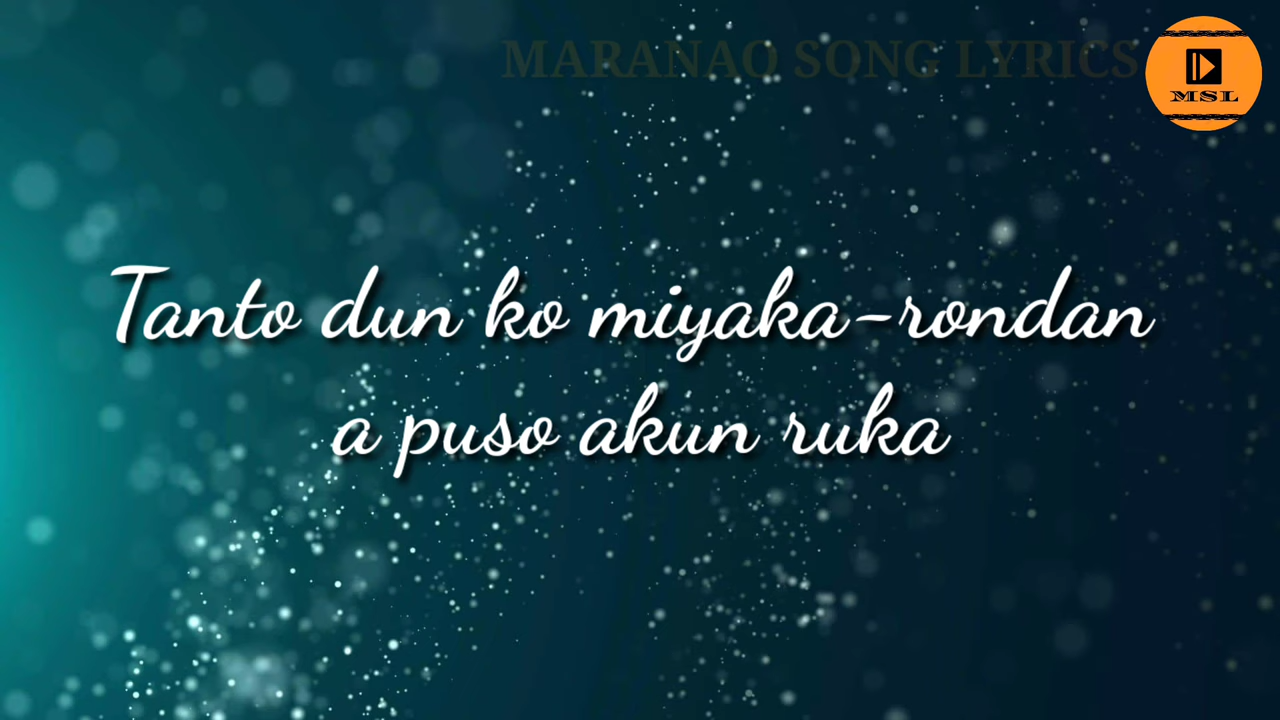 MARANAO SONG LYRICS
MSL
Tanto dun ko miyaka-rondan
a puso akun ruka